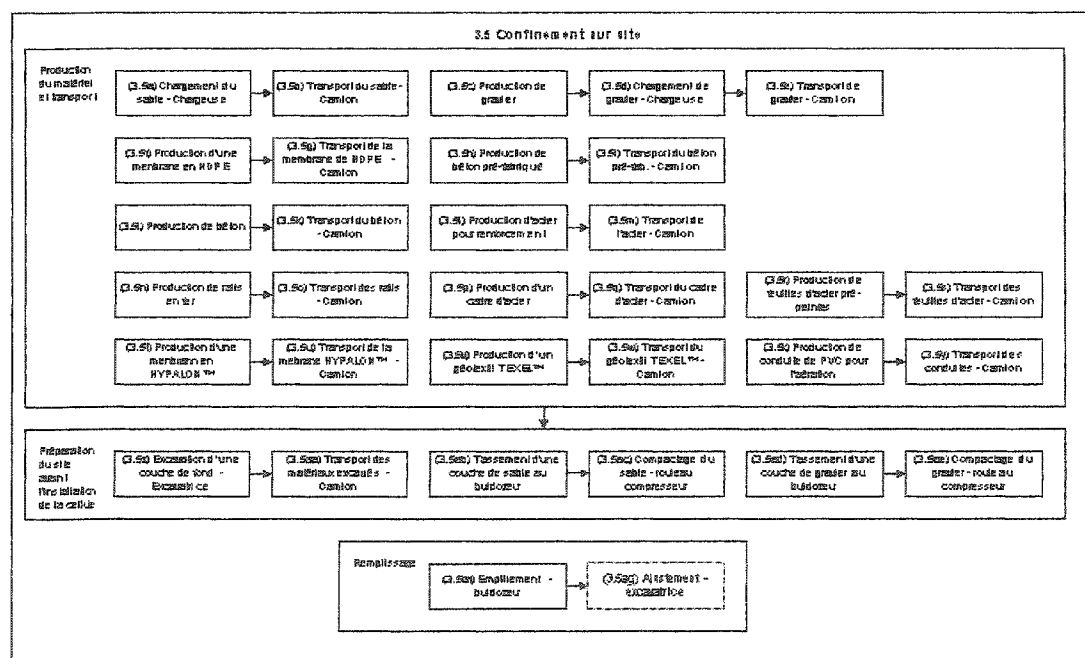 3.5 Confinement sur site
Production
du matériel
et transport
(3.5a) Chargement du
sable - Chargeuse
(3.5b) Transport du sable -
Camion
(3.5c) Production de
gravier
(3.5d) Chargement de
gravier - Chargeuse
(3.5e) Transport de
gravier - Camion
(3.5f) Production d'une
membrane en HDPE
(3.5g) Transport de la
membrane de HDPE -
Camion
(3.5h) Production de
béton pré-fabriqué
(3.5i) Transport du béton
pré-fab. - Camion
(3.5j) Production de béton
(3.5k) Transport du béton
- Camion
(3.5l) Production d'acier
pour renforcement
(3.5m) Transport de
l'acier - Camion
(3.5n) Production de rails
en fer
(3.5o) Transport des rails -
Camion
(3.5p) Production d'un
cadre d'acier
(3.5q) Transport du cadre
d'acier - Camion
(3.5r) Production de
feuilles d'acier pré-
peintes
(3.5s) Transport des
feuilles d'acier - Camion
(3.5t) Production d'une
membrann en
HYPALON™
(3.5u) Transport de la
mebrane HYPALON™ -
Camion
(3.5v) Production d'un
géotextil TEXEL™
(3.5w) Transport du
géotextil TEXEL™ -
Camion
(3.5x) Production de
conduite de PVC pour
l'aération
(3.5y) Transport des
conduites - Camion
Préparation
du site
avant
l'installation
de la cellule
(3.5z) Excavation d'une
couche de fond -
Excavatrice
(3.5aa) Transport des
matériaux excavés -
Camion
(3.5ab) Tassement d'une
couche de sable au
buldozeur
(3.5ac) Compactage du
sable - rouleau
compresseur
(3.5ad) Tassement d'une
couche de gravier au
buldozeur
(3.5ae) Compactage du
gravier - rouleau
compresseur
Remplissage
(3.5af) Empilement -
buldozeur
(3.5ag) Ajustement -
excavatrice